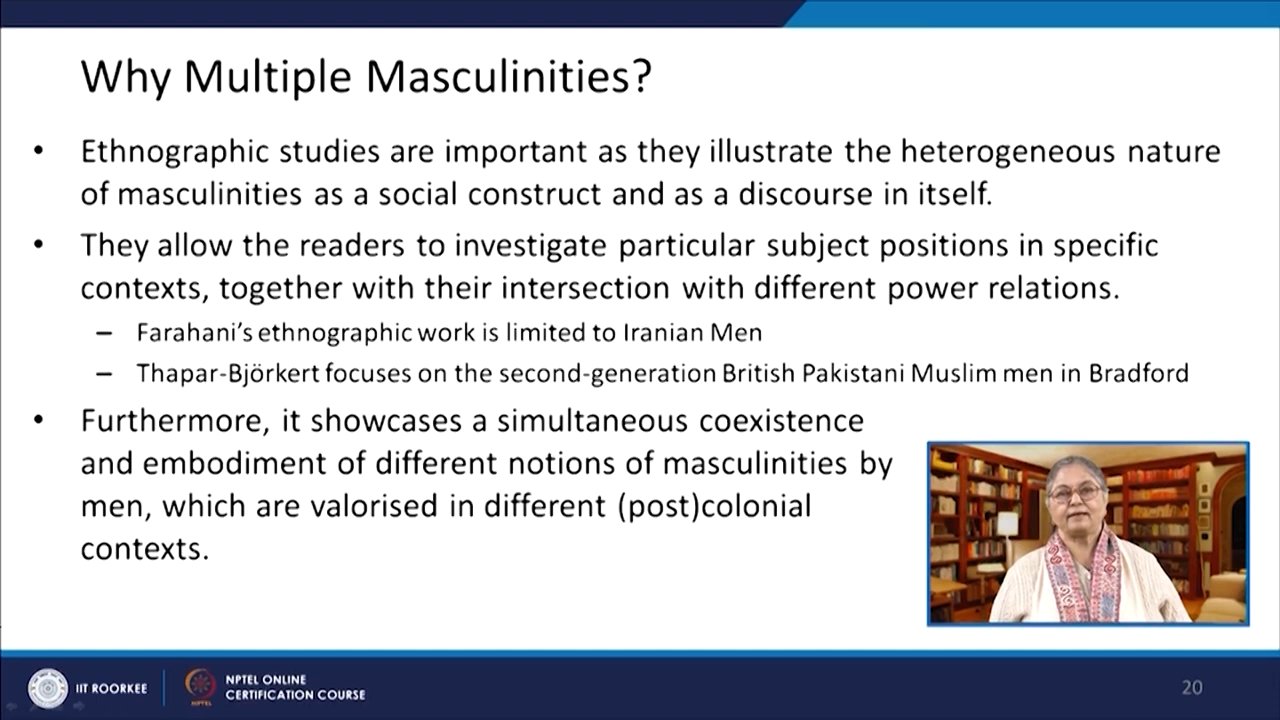 Why Multiple Masculinities?
• Ethnographic studies are important as they illustrate the heterogeneous nature
of masculinities as a social construct and as a discourse in itself.
• They allow the readers to investigate particular subject positions in specific
contexts, together with their intersection with different power relations.
– Farahani's ethnographic work is limited to Iranian Men
– Thapar-Björkert focuses on the second-generation British Pakistani Muslim men in Bradford
• Furthermore, it showcases a simultaneous coexistence
and embodiment of different notions of masculinities by
men, which are valorised in different (post)colonial
contexts.
IIT ROORKEE
NPTEL
NPTEL ONLINE
CERTIFICATION COURSE
20